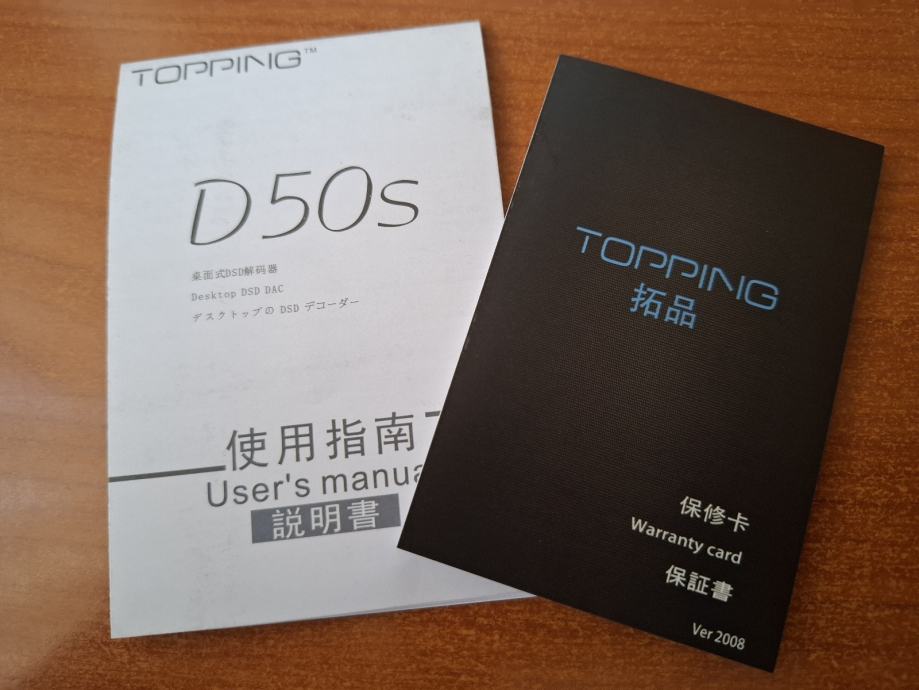 TOPPING™
D50s
桌面式DSD解码器
Desktop DSD DAC
デスクトップの DSD デコーダー
使用指南
User's manua
説明書
TOPPING
拓品
保修卡
Warranty card
保証書
Ver 2008